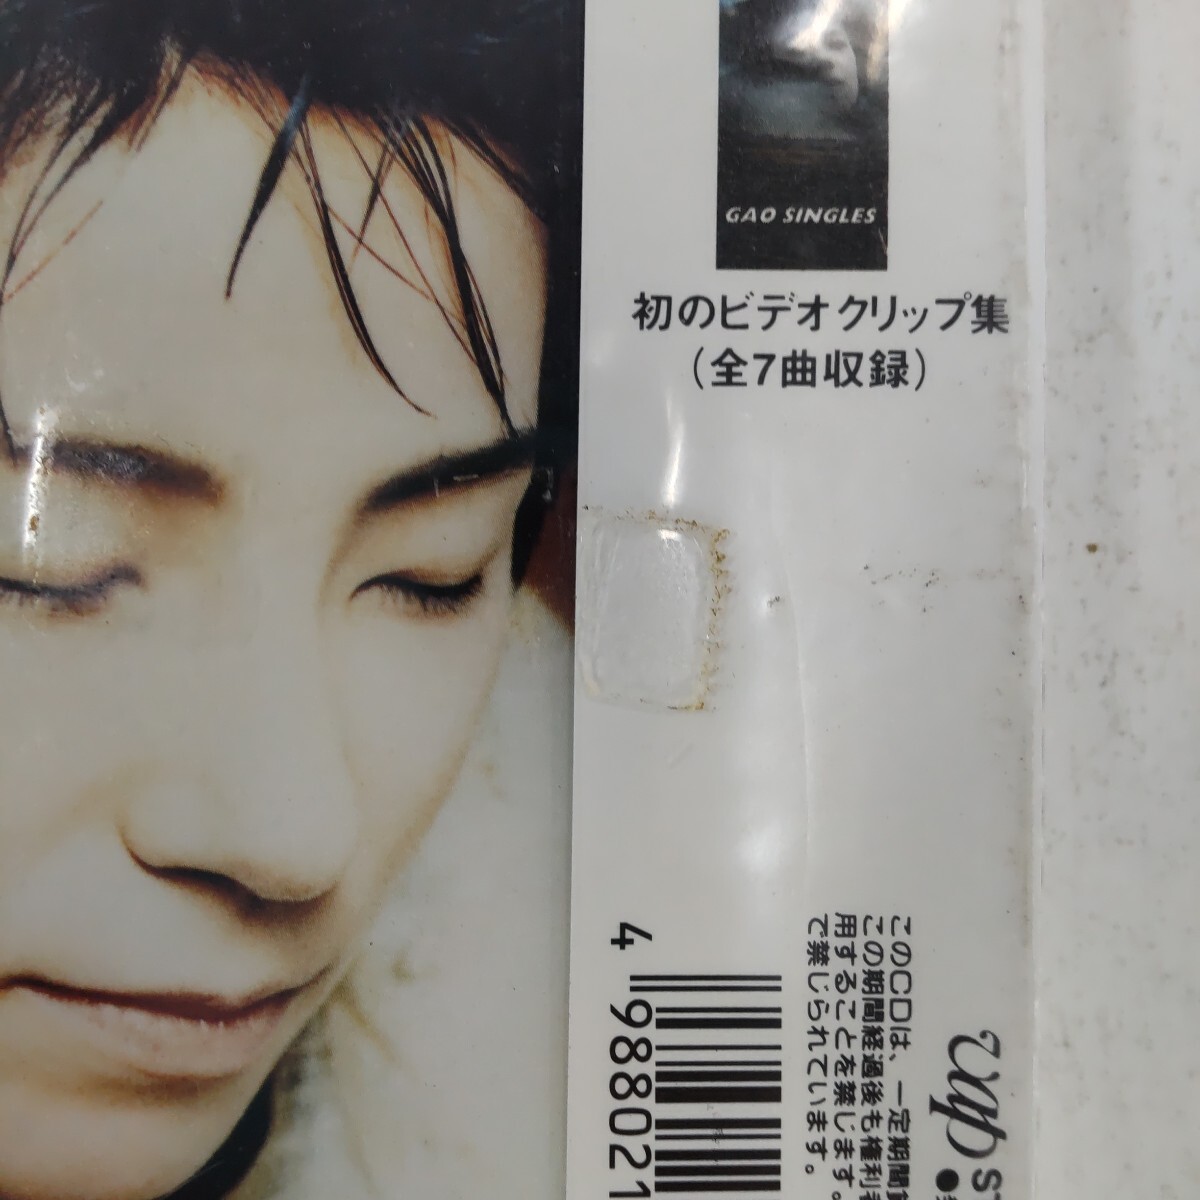 GAO SINGLES
初のビデオクリップ集
(全7曲収録)
このCDは、一定期間
この期間経過後も権利
用することを禁じます。
で禁じられています。
vap
4 988021